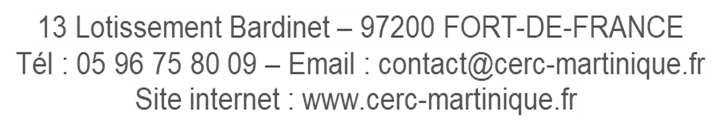 13 Lotissement Bardinet – 97200 FORT-DE-FRANCE
Tél : 05 96 75 80 09 – Email : contact@cerc-martinique.fr
Site internet : www.cerc-martinique.fr